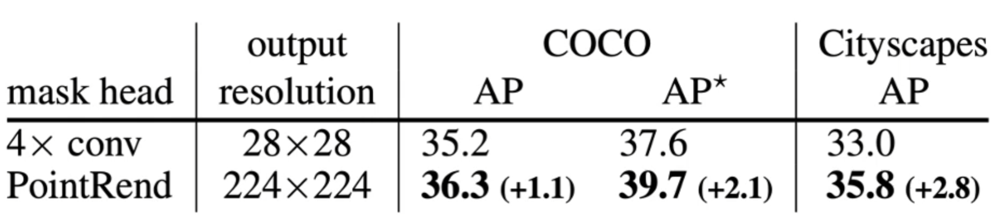 output COCO Cityscapes
mask head resolution AP AP⋆ AP
4× conv 28×28 35.2 37.6 33.0
PointRend 224×224 36.3 (+1.1) 39.7 (+2.1) 35.8 (+2.8)